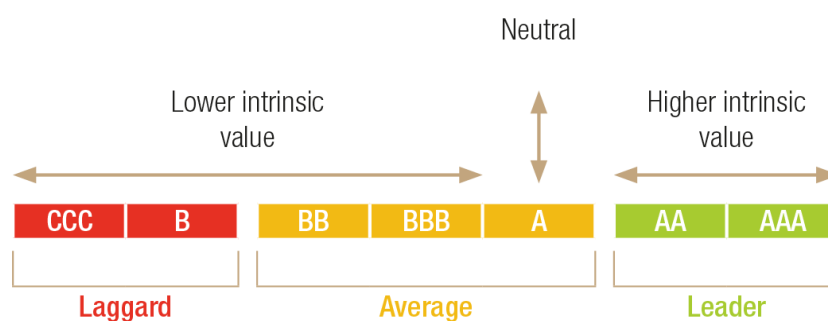 Neutral
Lower intrinsic
value
Higher intrinsic
value
CCC B BB BBB A AA AAA
Laggard Average Leader